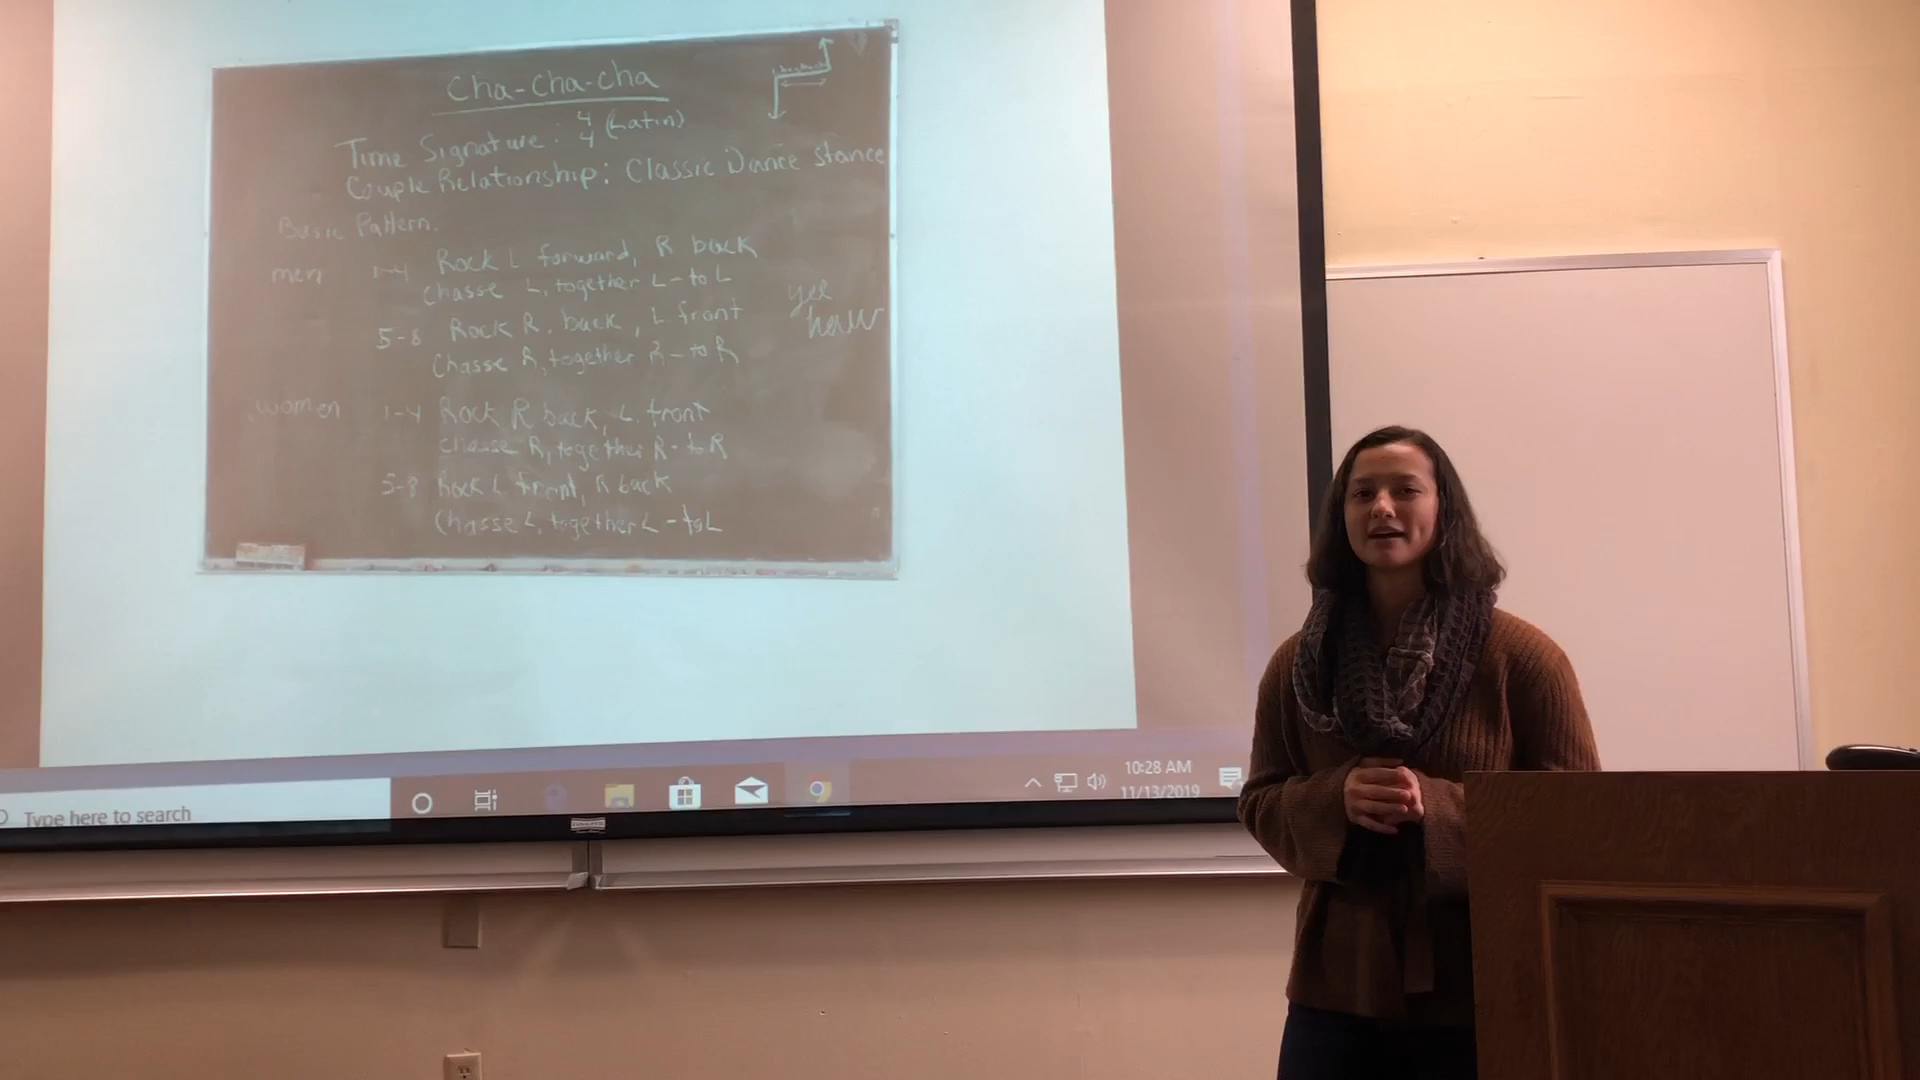 Cha-Cha-Cha
Time Signature: 4/4 (Latin)
Couple Relationship: Classic Dance Stance
Basic Pattern.
men 1-4 Rock L forward, R back
Chasse L, together L-to L
yee
haw
5-8 Rock R. back, L. front
Chasse R, together R-to R
women 1-4 Rock R back, L. front
Chasse R, together R-to R
5-8 Rock L front, R back
Chasse L, together L-to L
10:28 AM
11/13/2019
Type here to search